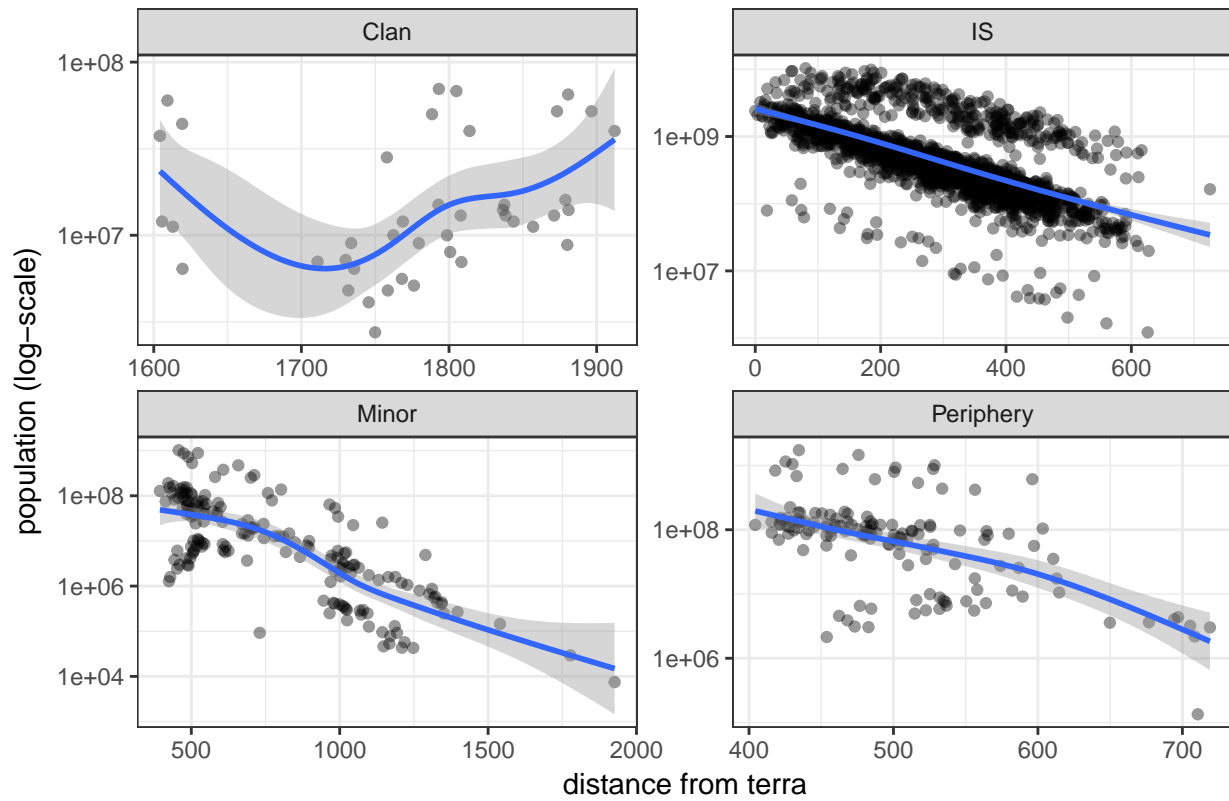 Clan
IS
1e+08
1e+07
1600 1700 1800 1900
1e+09
1e+07
0 200 400 600
Minor
Periphery
1e+08
1e+06
1e+04
500 1000 1500 2000
1e+08
1e+06
400 500 600 700
population (log−scale)
distance from terra